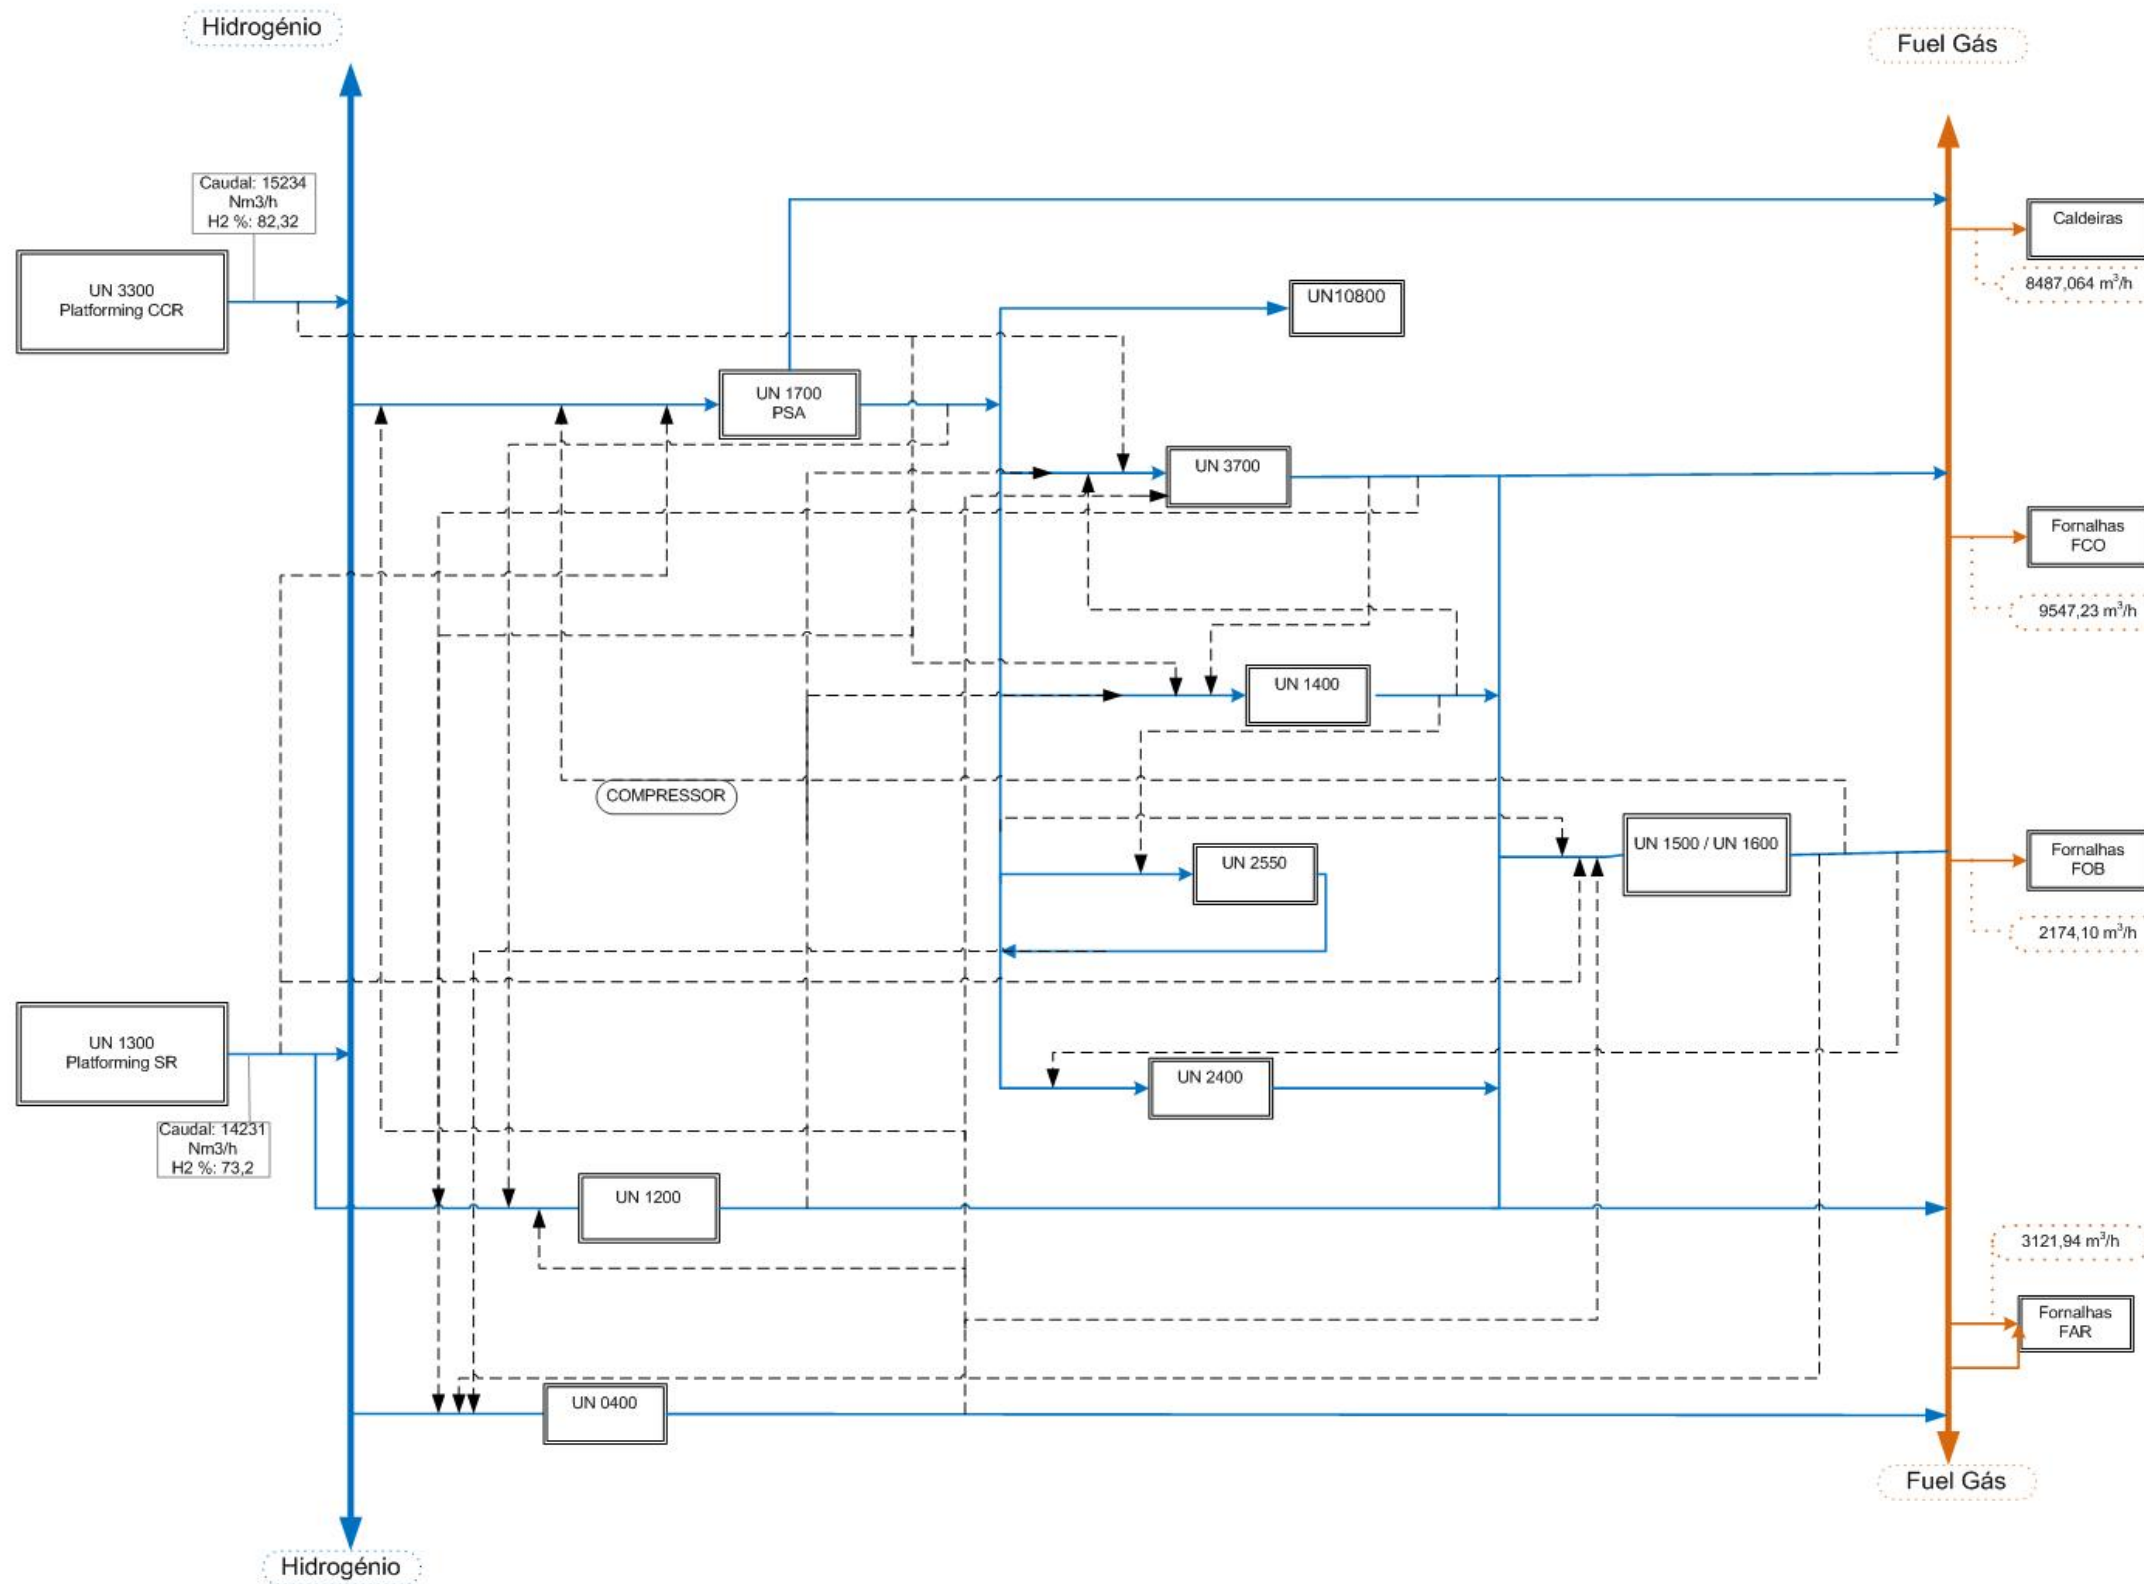 Hidrogénio
Fuel Gás
Caudal: 15234
Nm3/h
H2 %: 82,32
Caldeiras
UN 3300
Platforming CCR
8487,064 m³/h
UN10800
UN 1700
PSA
UN 3700
Fornalhas
FCO
9547,23 m³/h
UN 1400
COMPRESSOR
UN 1500 / UN 1600
UN 2550
Fornalhas
FOB
2174,10 m³/h
UN 1300
Platforming SR
UN 2400
Caudal: 14231
Nm3/h
H2 %: 73,2
UN 1200
3121,94 m³/h
Fornalhas
FAR
UN 0400
Fuel Gás
Hidrogénio